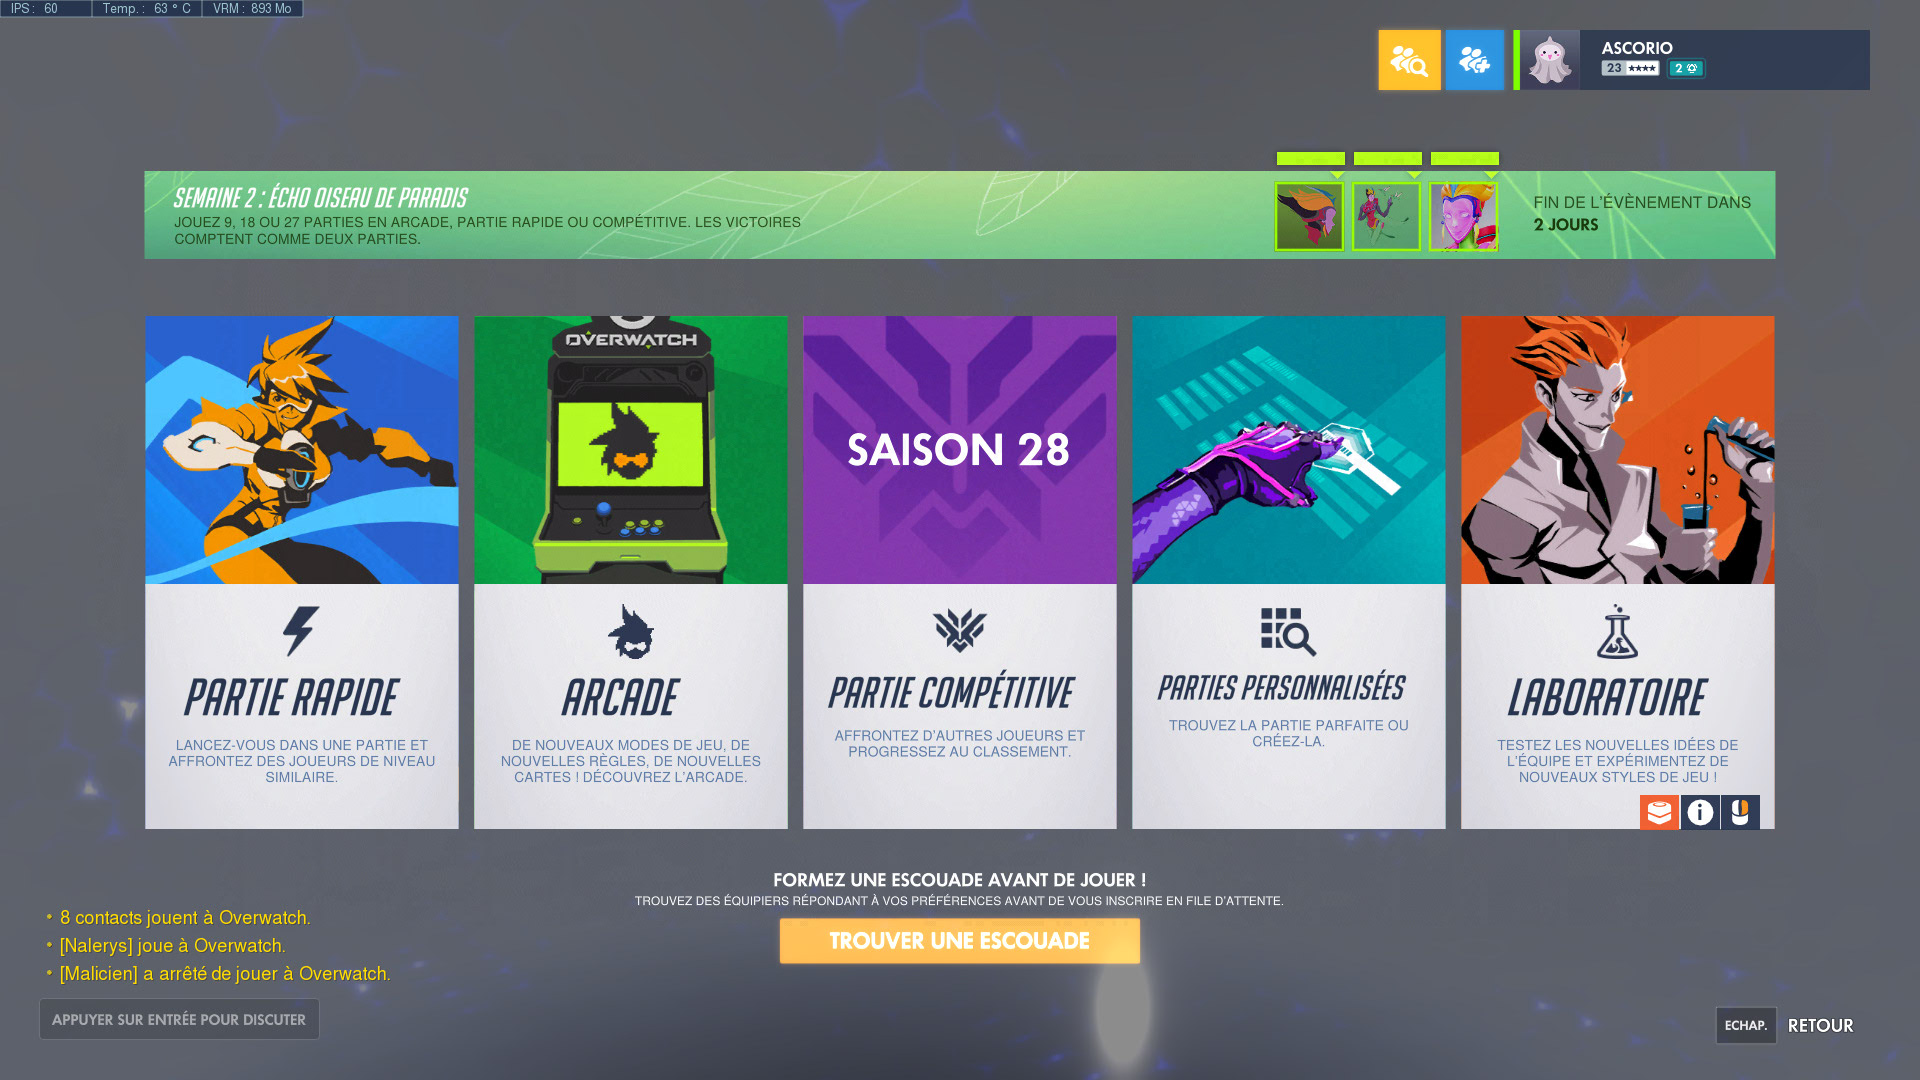 IPS : 60 Temp. : 63 ° C VRM : 893 Mo
ASCORIO
23 ★★★★ 2
SEMAINE 2 : ÉCHO OISEAU DE PARADIS
JOUEZ 9, 18 OU 27 PARTIES EN ARCADE, PARTIE RAPIDE OU COMPÉTITIVE. LES VICTOIRES
COMPTENT COMME DEUX PARTIES.
FIN DE L'ÉVÈNEMENT DANS
2 JOURS
OVERWATCH
SAISON 28
PARTIE RAPIDE
LANCEZ-VOUS DANS UNE PARTIE ET
AFFRONTEZ DES JOUEURS DE NIVEAU
SIMILAIRE.
ARCADE
DE NOUVEAUX MODES DE JEU, DE
NOUVELLES RÈGLES, DE NOUVELLES
CARTES ! DÉCOUVREZ L'ARCADE.
PARTIE COMPÉTITIVE
AFFRONTEZ D'AUTRES JOUEURS ET
PROGRESSEZ AU CLASSEMENT.
PARTIES PERSONNALISÉES
TROUVEZ LA PARTIE PARFAITE OU
CRÉEZ-LA.
LABORATOIRE
TESTEZ LES NOUVELLES IDÉES DE
L'ÉQUIPE ET EXPÉRIMENTEZ DE
NOUVEAUX STYLES DE JEU !
FORMEZ UNE ESCOUADE AVANT DE JOUER !
TROUVEZ DES ÉQUIPIERS RÉPONDANT À VOS PRÉFÉRENCES AVANT DE VOUS INSCRIRE EN FILE D'ATTENTE.
TROUVER UNE ESCOUADE
• 8 contacts jouent à Overwatch.
• [Nalerys] joue à Overwatch.
• [Malicien] a arrêté de jouer à Overwatch.
APPUYER SUR ENTRÉE POUR DISCUTER
ECHAP. RETOUR